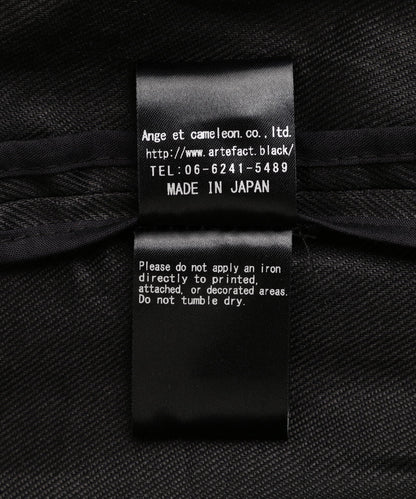 Ange et cameleon.co.,ltd.
http://www.artefact.black/
TEL:06-6241-5489
MADE IN JAPAN
Please do not apply an iron
directly to printed,
attached, or decorated areas.
Do not tumble dry.